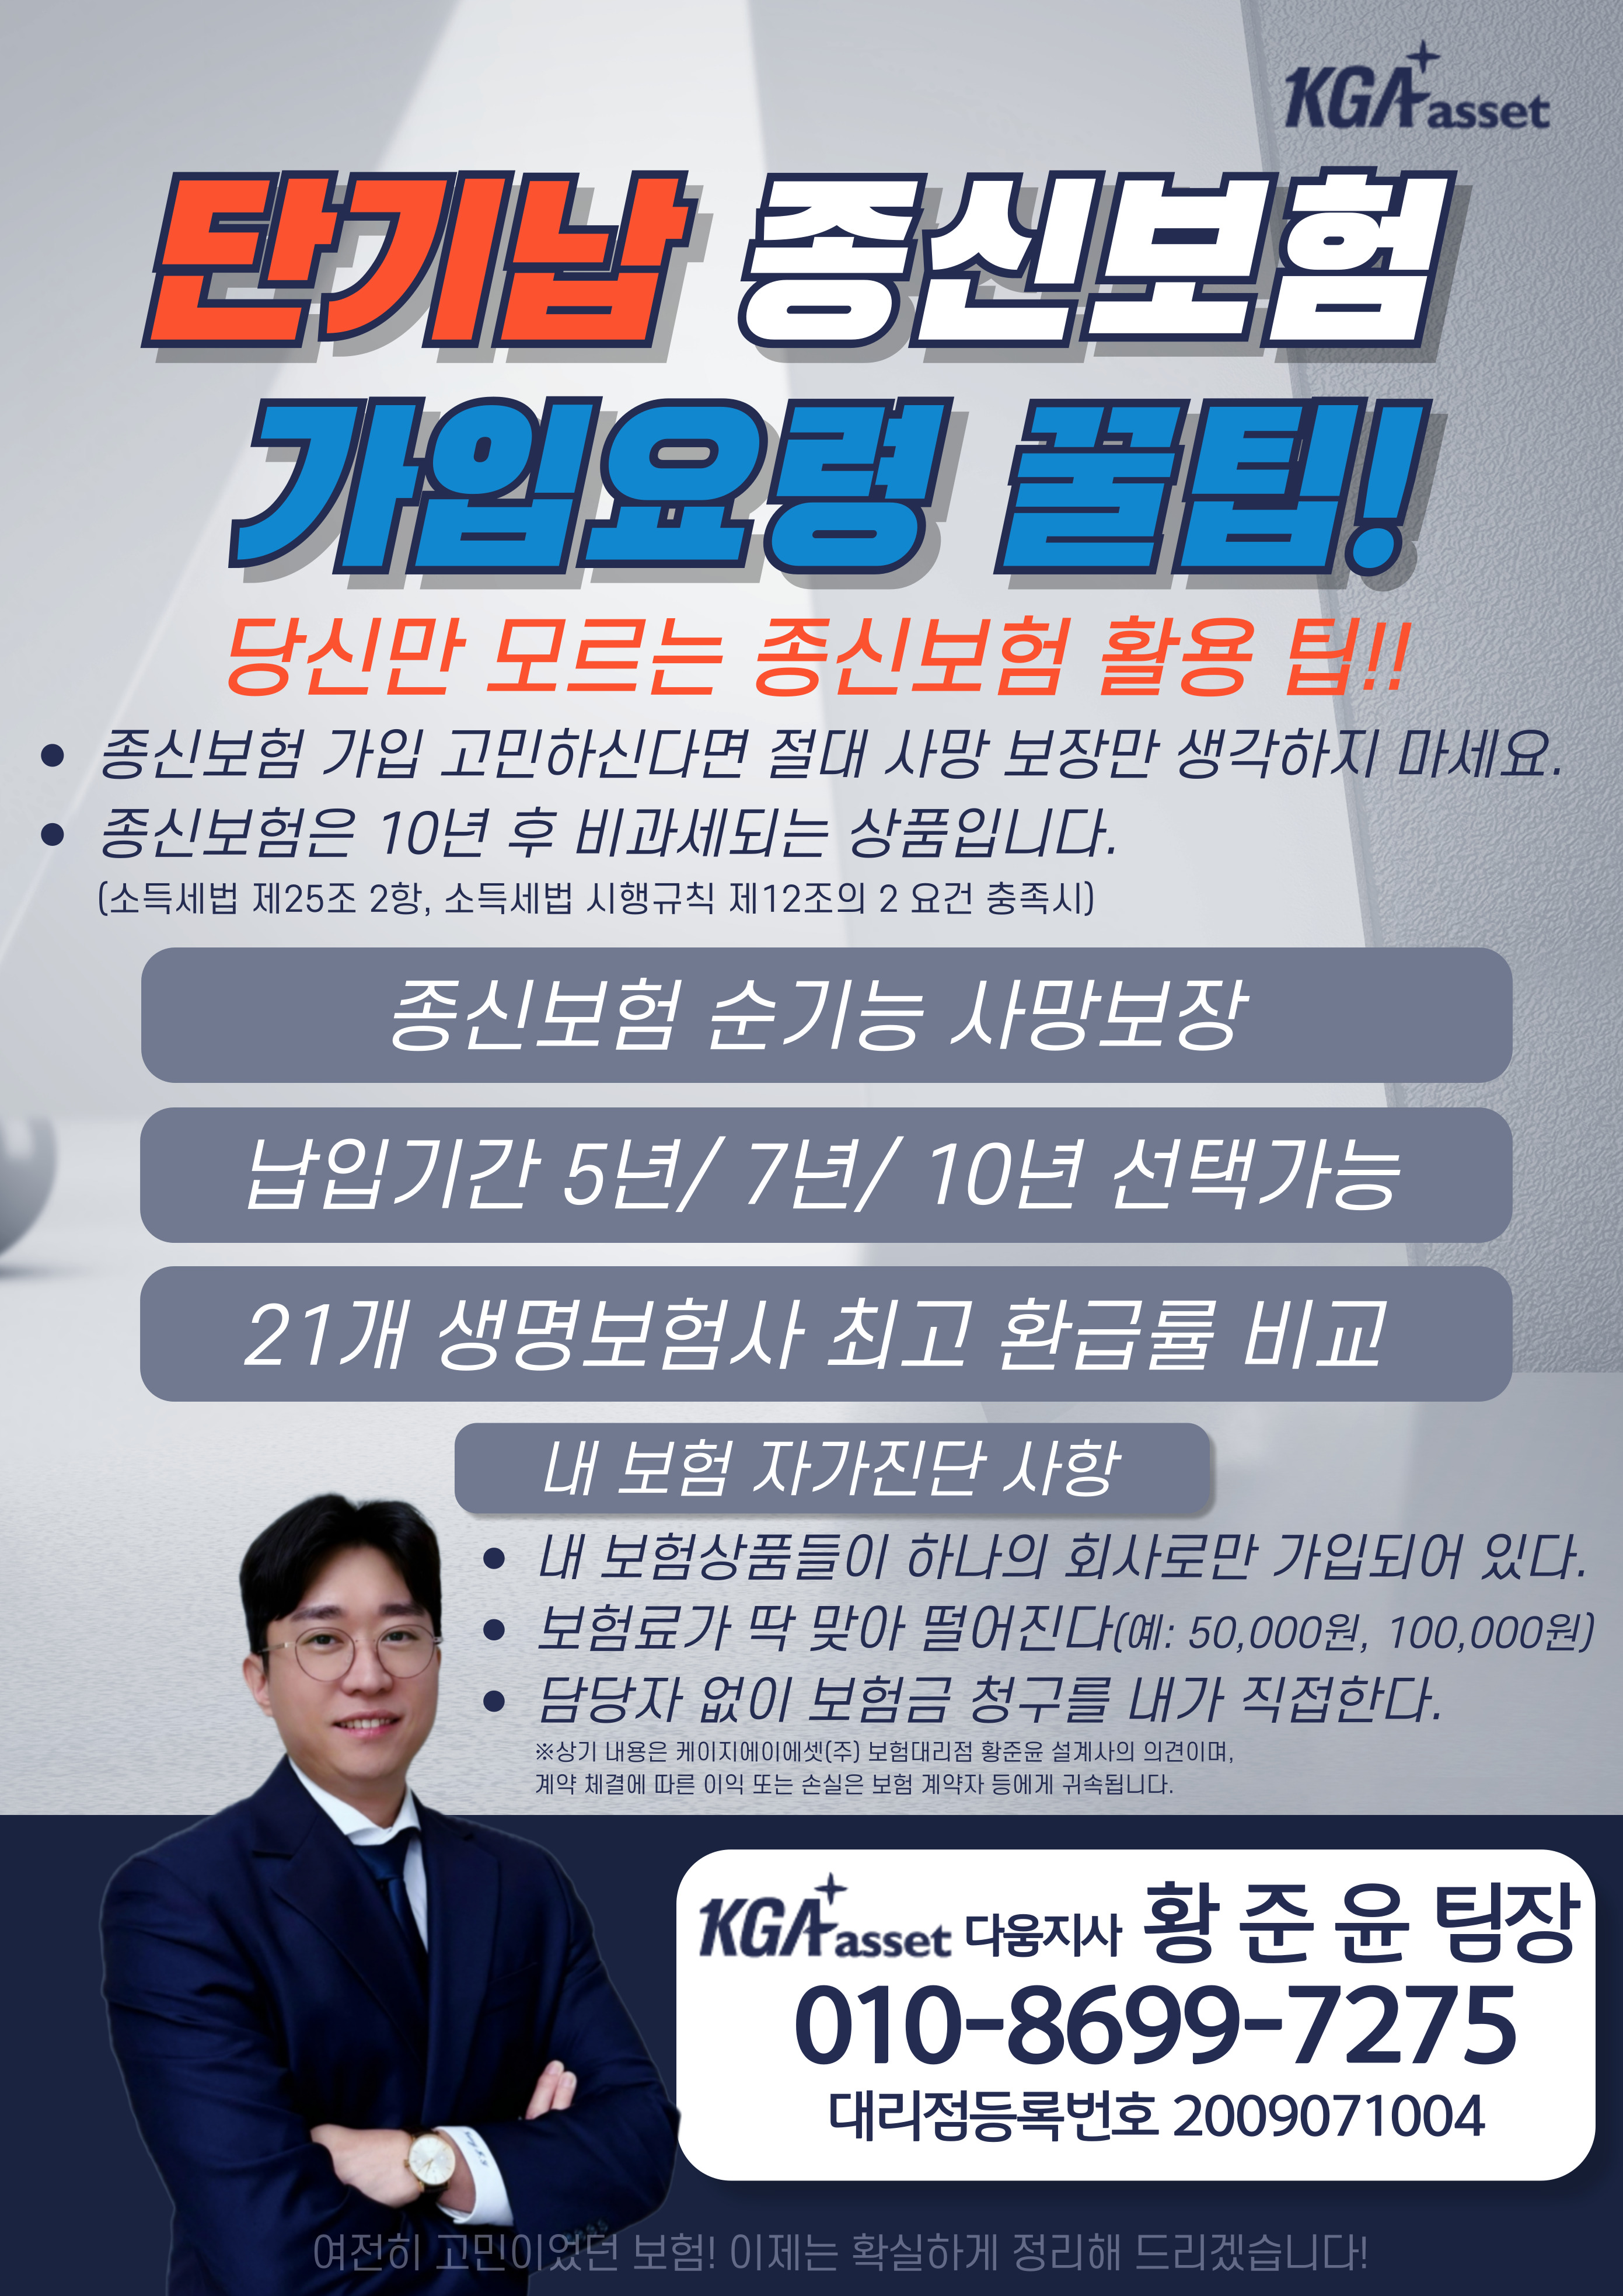 KGA asset
단기납 종신보험
가입요령 꿀팁!
당신만 모르는 종신보험 활용 팁!!
• 종신보험 가입 고민하신다면 절대 사망 보장만 생각하지 마세요.
• 종신보험은 10년 후 비과세되는 상품입니다.
(소득세법 제25조 2항, 소득세법 시행규칙 제12조의 2 요건 충족시)
종신보험 순기능 사망보장
납입기간 5년/ 7년/ 10년 선택가능
21개 생명보험사 최고 환급률 비교
내 보험 자가진단 사항
• 내 보험상품들이 하나의 회사로만 가입되어 있다.
• 보험료가 딱 맞아 떨어진다(예: 50,000원, 100,000원)
• 담당자 없이 보험금 청구를 내가 직접한다.
※상기 내용은 케이지에이에셋(주) 보험대리점 황준윤 설계사의 의견이며,
계약 체결에 따른 이익 또는 손실은 보험 계약자 등에게 귀속됩니다.
KGA asset 다움지사 황 준 윤 팀장
010-8699-7275
대리점등록번호 2009071004
여전히 고민이었던 보험! 이제는 확실하게 정리해 드리겠습니다!